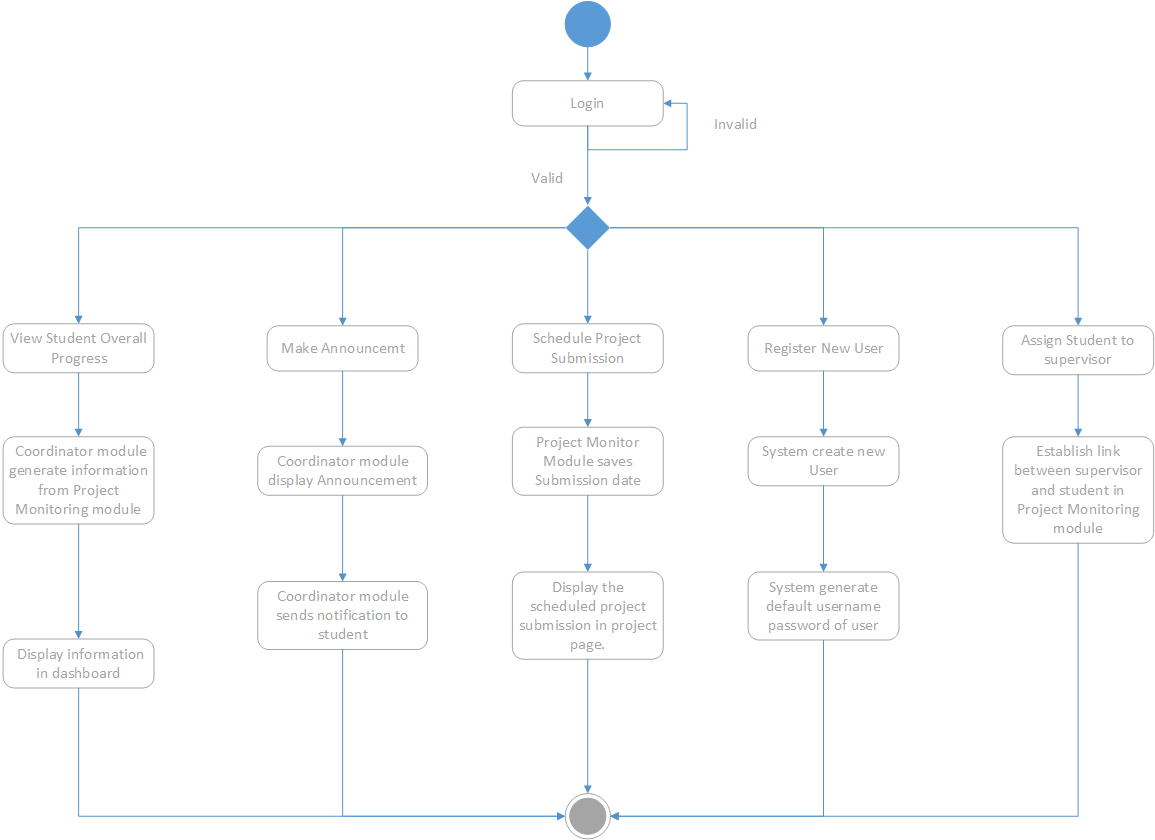 Login
Invalid
Valid
View Student Overall
Progress
Make Announcemt
Schedule Project
Submission
Register New User
Assign Student to
supervisor
Coordinator module
generate information
from Project
Monitoring module
Coordinator module
display Announcement
Project Monitor
Module saves
Submission date
System create new
User
Establish link
between supervisor
and student in
Project Monitoring
module
Display information
in dashboard
Coordinator module
sends notification to
student
Display the
scheduled project
submission in project
page.
System generate
default username
password of user